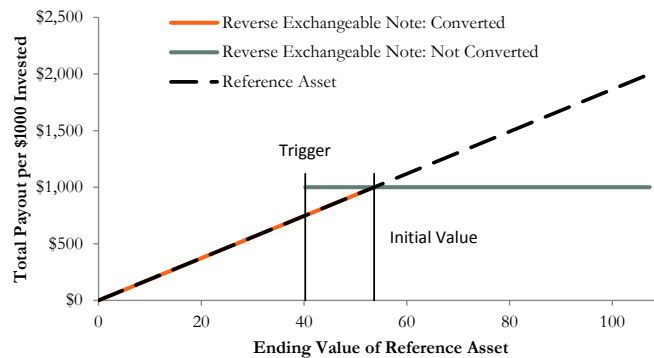 $2,500
$2,000
$1,500
$1,000
$500
$0
Total Payout per $1000 Invested
Reverse Exchangeable Note: Converted
Reverse Exchangeable Note: Not Converted
Reference Asset
Trigger
Initial Value
0 20 40 60 80 100
Ending Value of Reference Asset